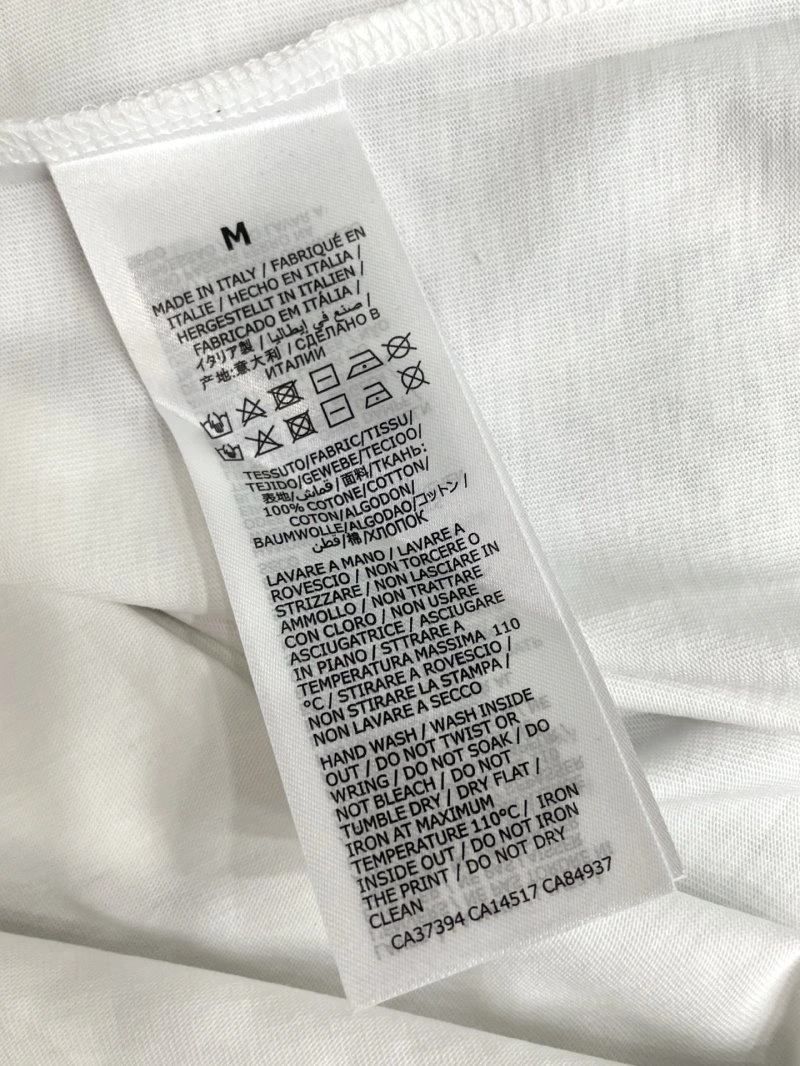 M
MADE IN ITALY / FABRIQUÉ EN
ITALIE / HECHO EN ITALIA /
HERGESTELLT IN ITALIEN /
FABRICADO EM ITÁLIA /
イタリア製 / صنع في إيطاليا /
产地:意大利 / СДЕЛАНО В
ИТАЛИИ
TESSUTO/FABRIC/TISSU/
TEJIDO/GEWEBE/TECIOO/
表地/قماش/面料/ТКАНЬ:
100% COTONE/COTTON/
COTON/ALGODON/
BAUMWOLLE/ALGODAO/コットン/
قطن/棉/ХЛОПОК
LAVARE A MANO / LAVARE A
ROVESCIO / NON TORCERE O
STRIZZARE / NON LASCIARE IN
AMMOLLO / NON TRATTARE
CON CLORO / NON USARE
ASCIUGATRICE / ASCIUGARE
IN PIANO / STTRARE A
TEMPERATURA MASSIMA 110
°C / STIRARE A ROVESCIO /
NON STIRARE LA STAMPA /
NON LAVARE A SECCO
HAND WASH / WASH INSIDE
OUT / DO NOT TWIST OR
WRING / DO NOT SOAK / DO
NOT BLEACH / DO NOT
TUMBLE DRY / DRY FLAT /
IRON AT MAXIMUM
TEMPERATURE 110°C / IRON
INSIDE OUT / DO NOT IRON
THE PRINT / DO NOT DRY
CLEAN
CA37394 CA14517 CA84937